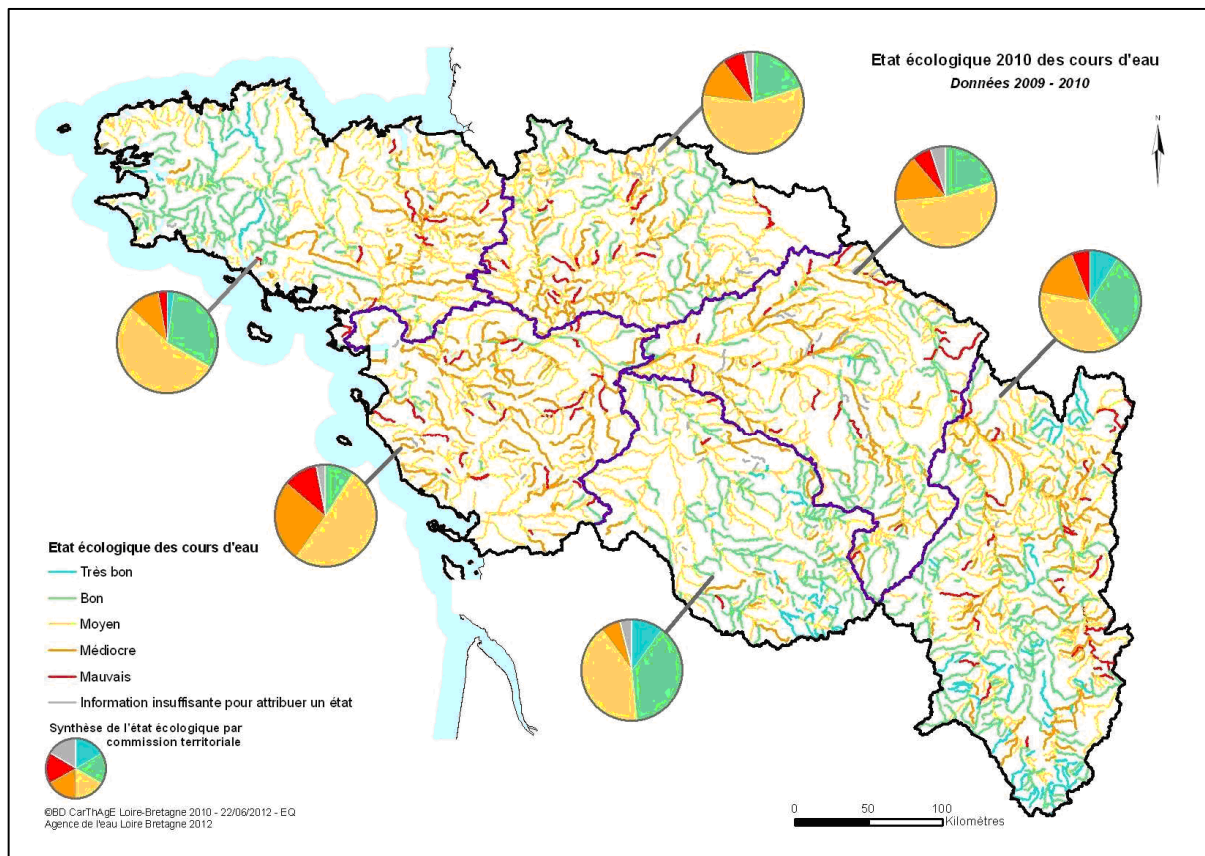 Etat écologique 2010 des cours d'eau
Données 2009 - 2010
N
Etat écologique des cours d'eau
Très bon
Bon
Moyen
Médiocre
Mauvais
Information insuffisante pour attribuer un état
Synthèse de l'état écologique par
commission territoriale
©BD CarThAgE Loire-Bretagne 2010 - 22/06/2012 - EQ
Agence de l'eau Loire Bretagne 2012
0 50 100
Kilomètres